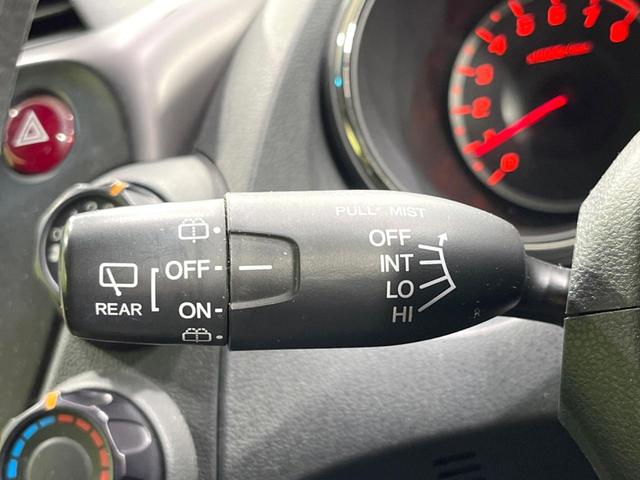 PULL MIST
OFF
INT
LO
HI
OFF
REAR
ON